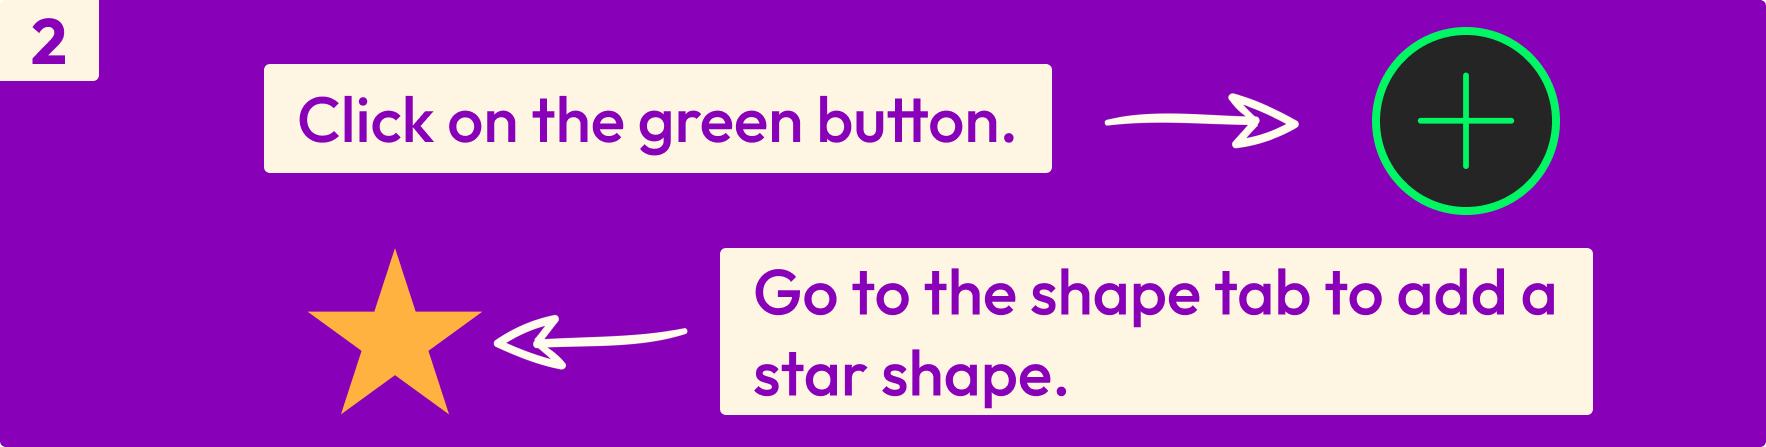 2
Click on the green button.
Go to the shape tab to add a
star shape.